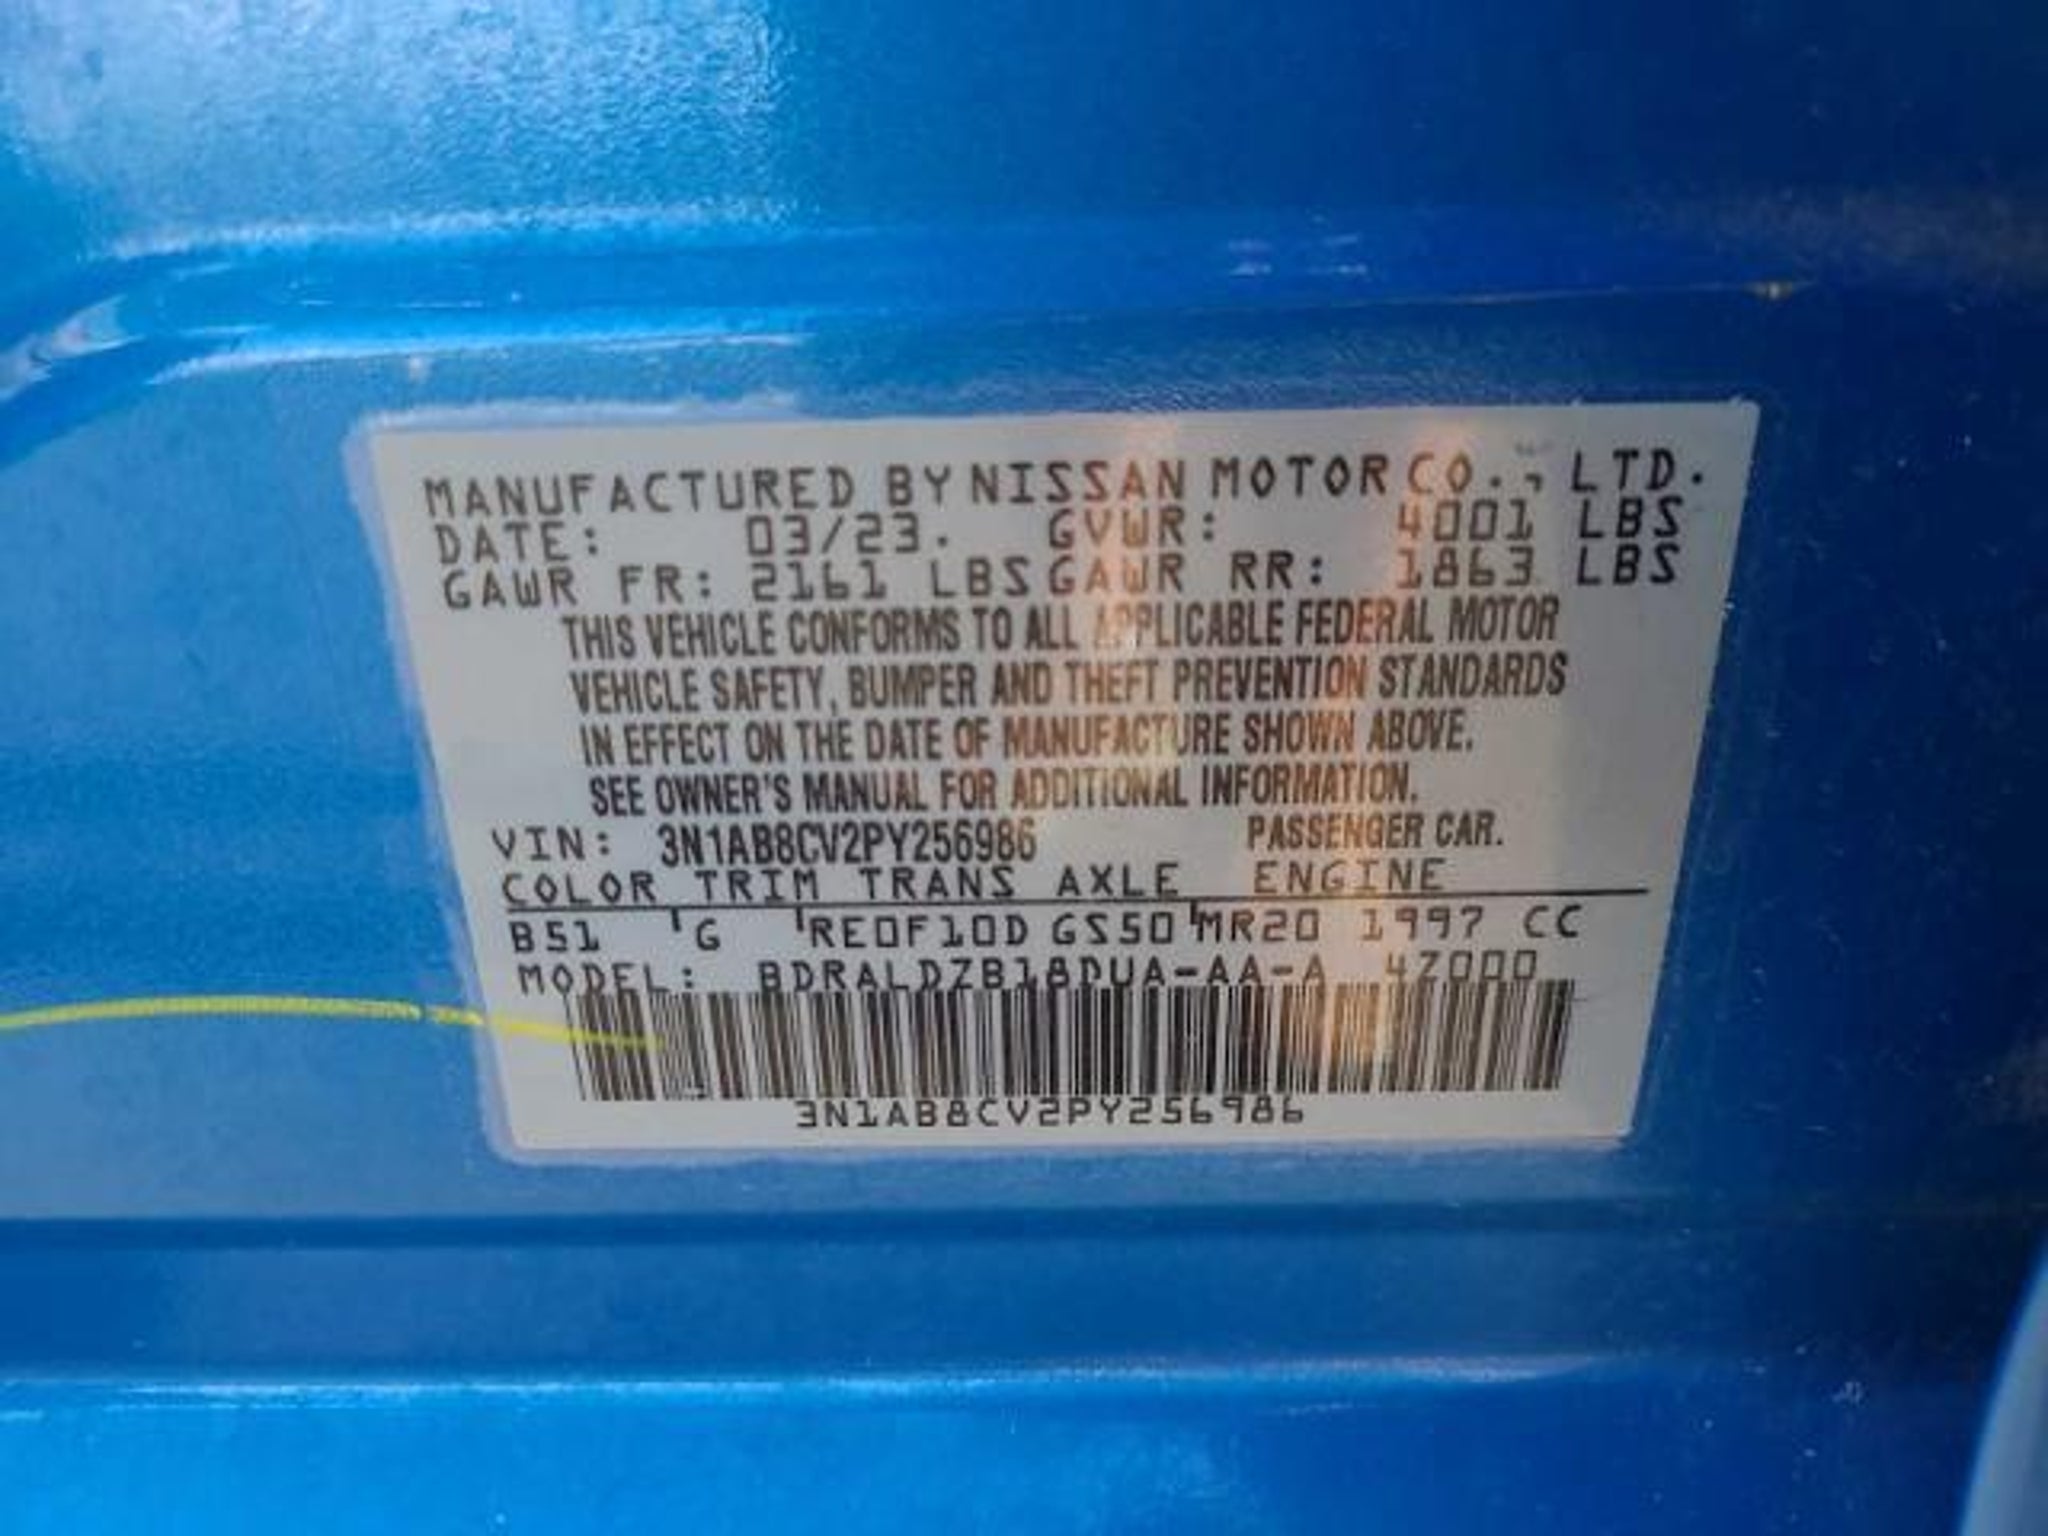 MANUFACTURED BY NISSAN MOTOR CO., LTD.
DATE: 03/23. GVWR: 4001 LBS
GAWR FR: 2161 LBS GAWR RR: 1863 LBS
THIS VEHICLE CONFORMS TO ALL APPLICABLE FEDERAL MOTOR
VEHICLE SAFETY, BUMPER AND THEFT PREVENTION STANDARDS
IN EFFECT ON THE DATE OF MANUFACTURE SHOWN ABOVE.
SEE OWNER'S MANUAL FOR ADDITIONAL INFORMATION.
VIN: 3N1AB8CV2PY256986 PASSENGER CAR.
COLOR TRIM TRANS AXLE ENGINE
B51 G RE0F10D GS50 MR20 1997 CC
MODEL: BDRALDZB18DUA-AA-A 4Z000
3N1AB8CV2PY256986